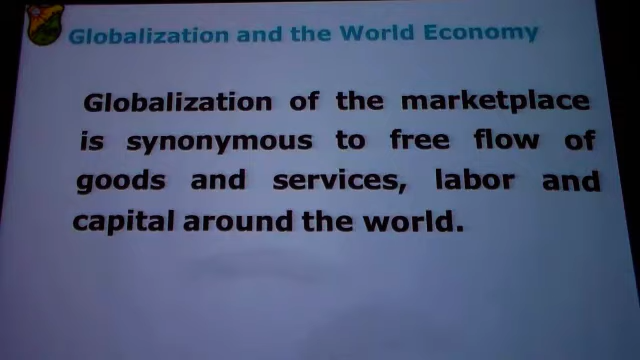 Globalization and the World Economy
Globalization of the marketplace
is synonymous to free flow of
goods and services, labor and
capital around the world.